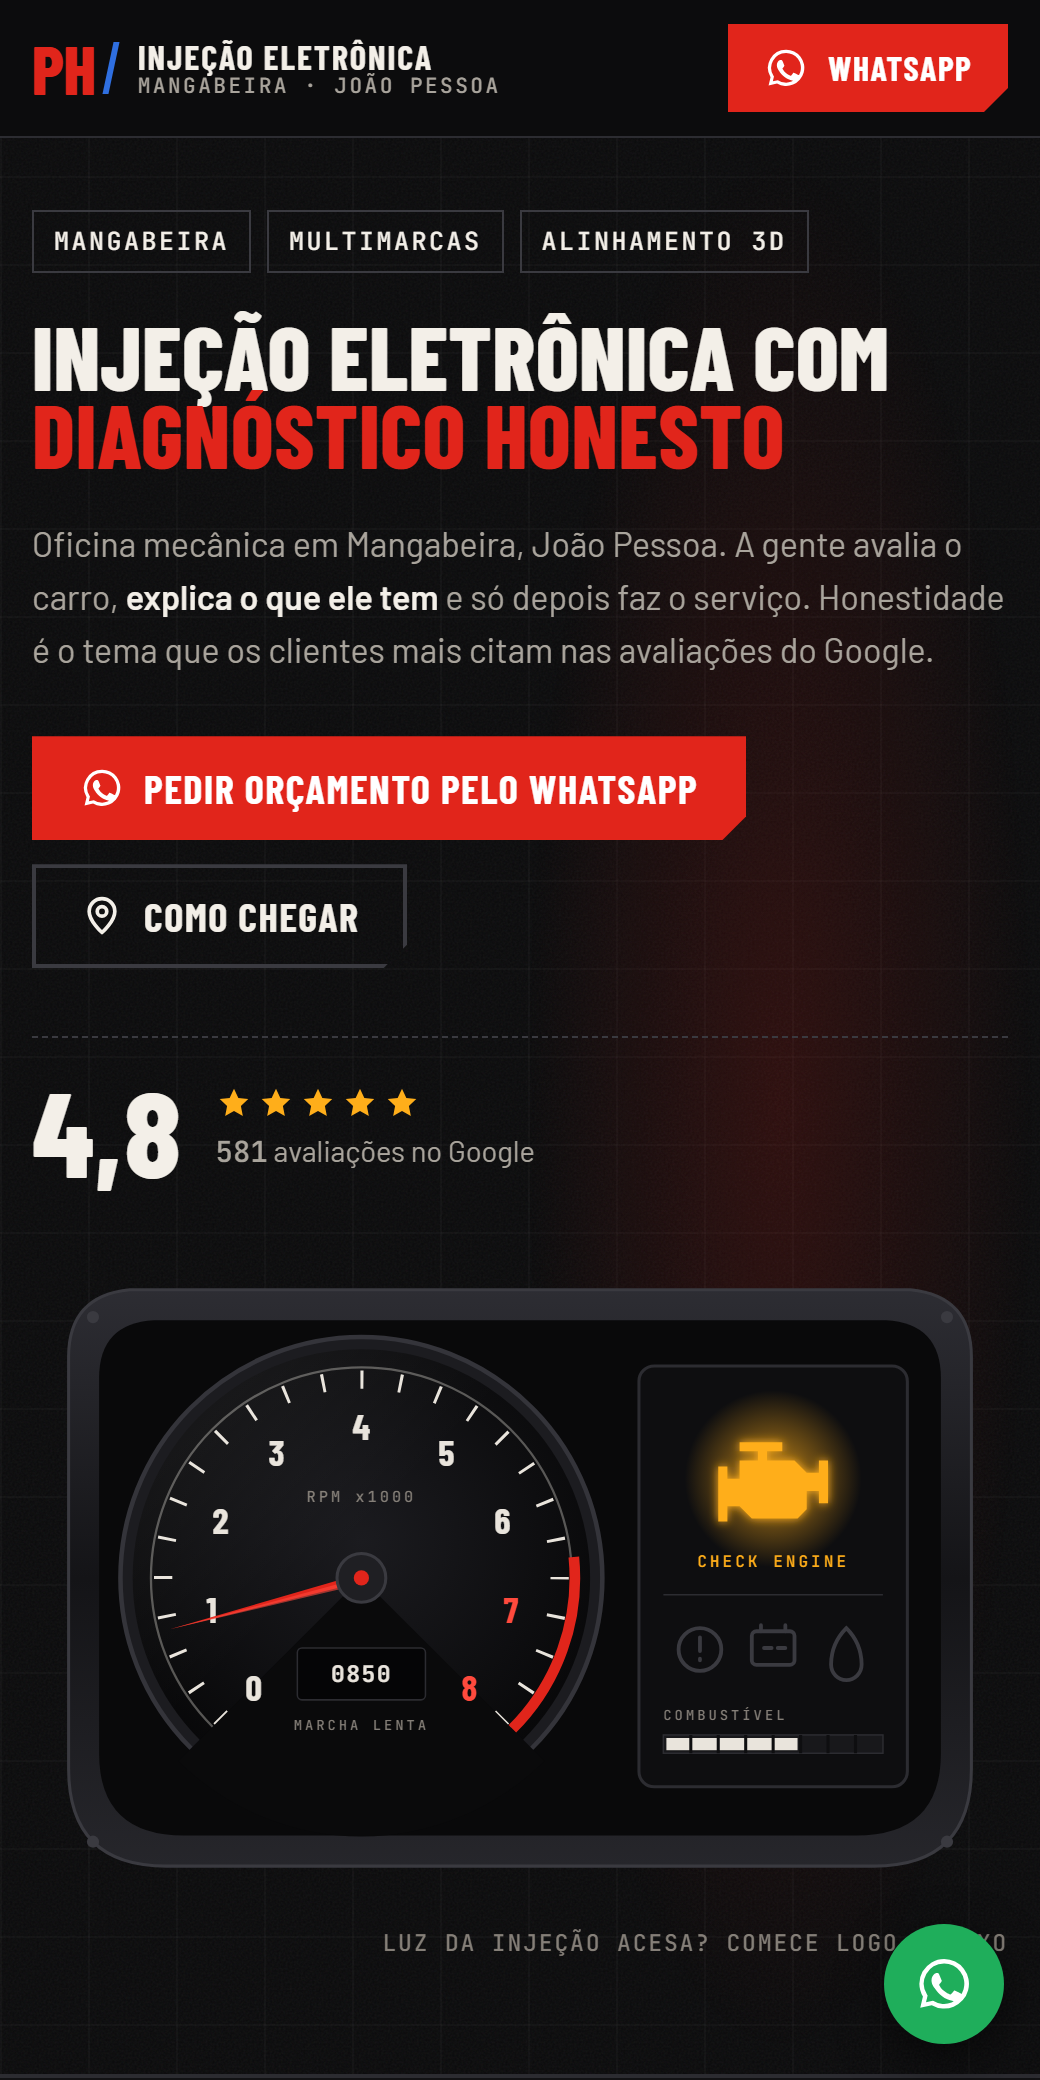 PH/ INJEÇÃO ELETRÔNICA
MANGABEIRA · JOÃO PESSOA
WHATSAPP
MANGABEIRA
MULTIMARCAS
ALINHAMENTO 3D
INJEÇÃO ELETRÔNICA COM
DIAGNÓSTICO HONESTO
Oficina mecânica em Mangabeira, João Pessoa. A gente avalia o
carro, explica o que ele tem e só depois faz o serviço. Honestidade
é o tema que os clientes mais citam nas avaliações do Google.
PEDIR ORÇAMENTO PELO WHATSAPP
COMO CHEGAR
4,8
581 avaliações no Google
0
1
2
3
4
5
6
7
8
RPM x1000
0850
MARCHA LENTA
CHECK ENGINE
COMBUSTÍVEL
LUZ DA INJEÇÃO ACESA? COMECE LOGO